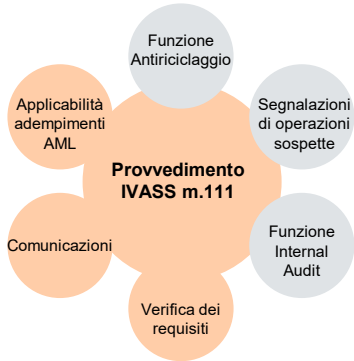 Funzione
Antiriciclaggio
Applicabilità
adempimenti
AML
Segnalazioni
di operazioni
sospette
Provvedimento
IVASS m.111
Comunicazioni
Funzione
Internal
Audit
Verifica dei
requisiti